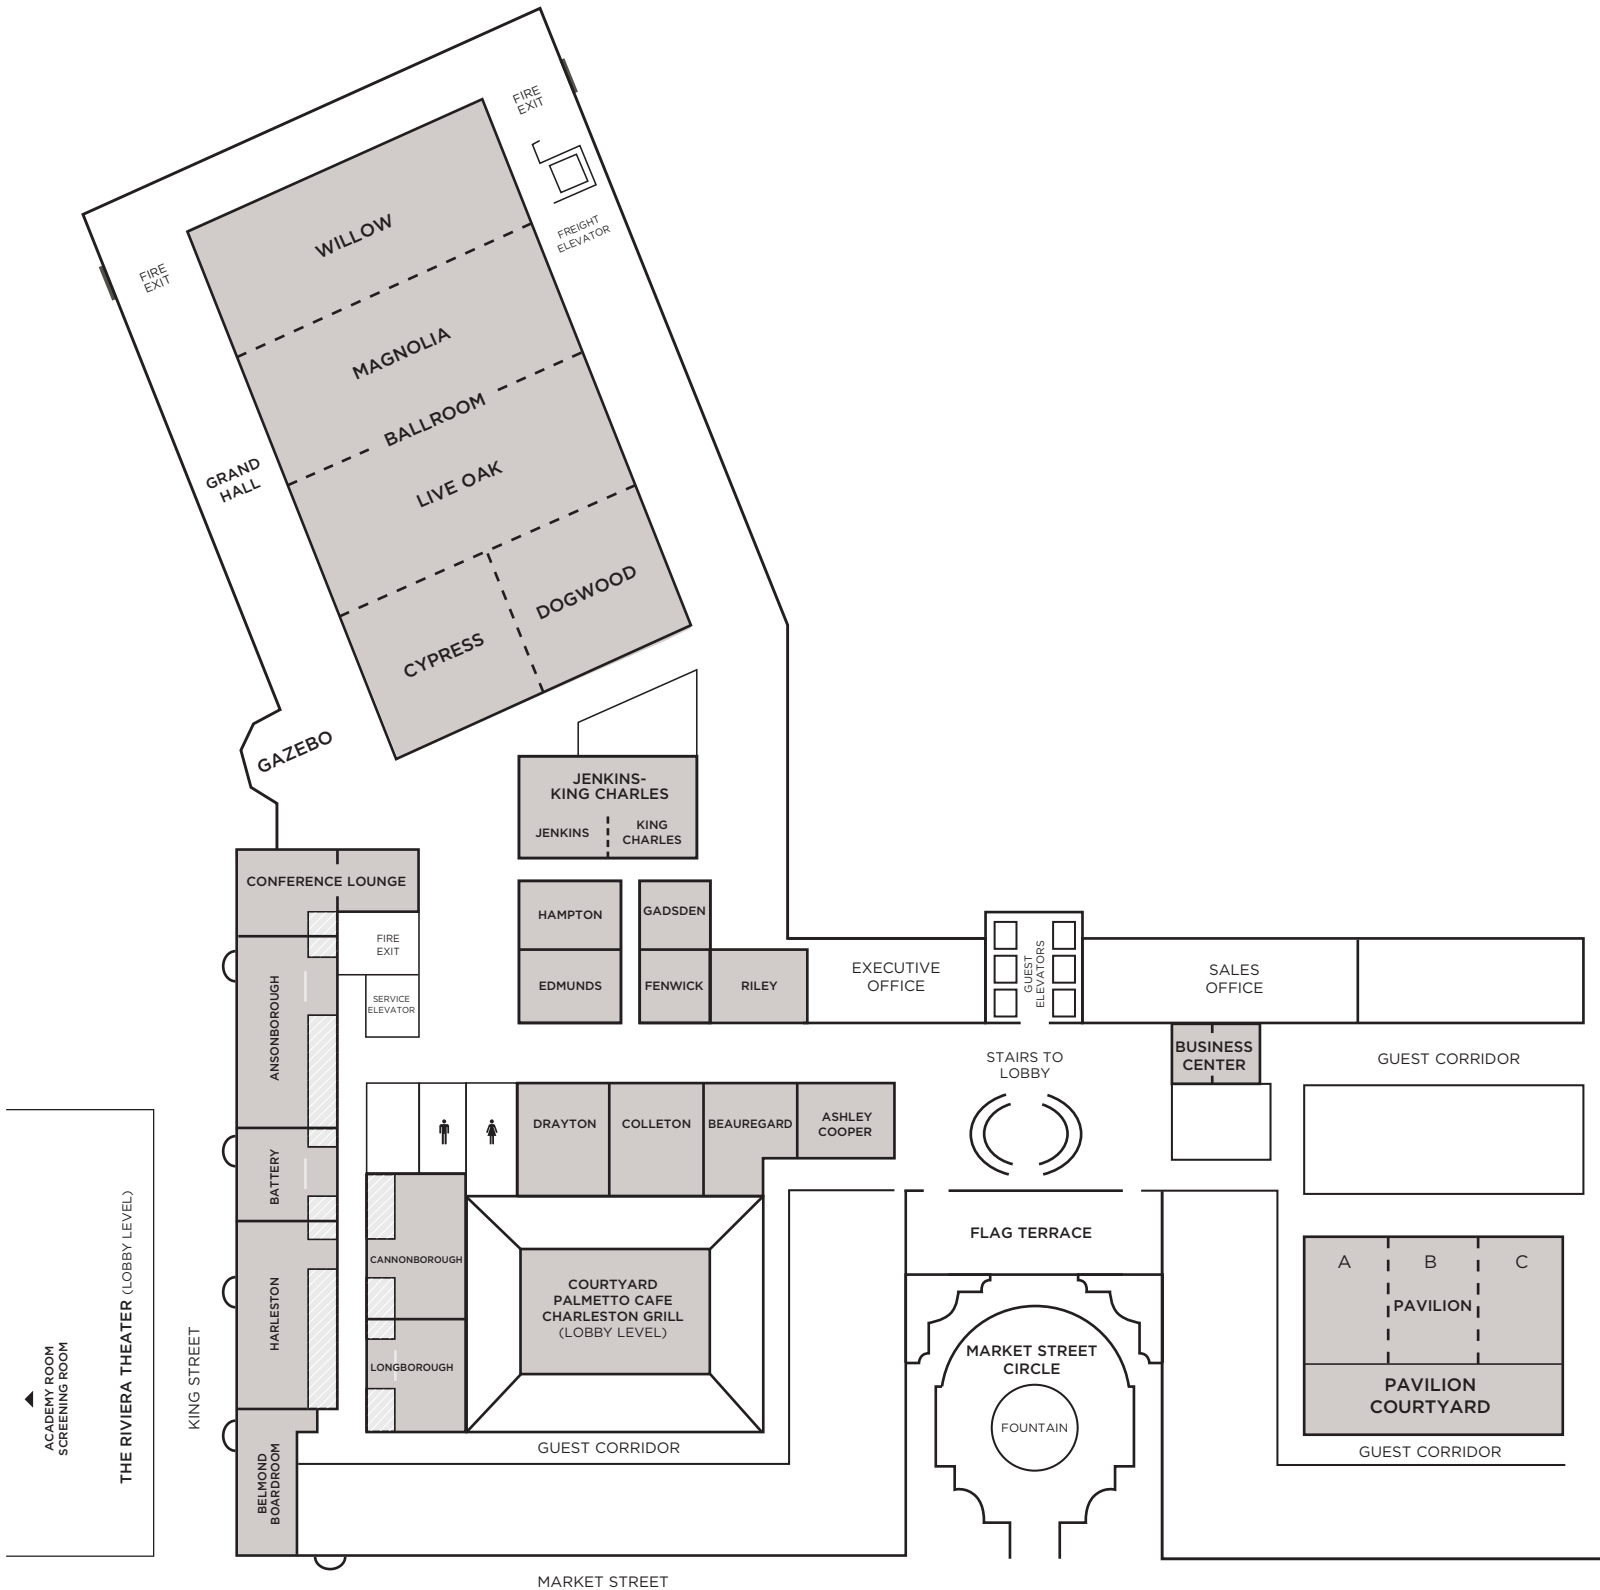 FIRE
EXIT
FREIGHT
ELEVATOR
WILLOW
FIRE
EXIT
MAGNOLIA
BALLROOM
GRAND
HALL
LIVE OAK
DOGWOOD
CYPRESS
GAZEBO
JENKINS-
KING CHARLES
JENKINS
KING
CHARLES
CONFERENCE LOUNGE
HAMPTON
GADSDEN
FIRE
EXIT
EDMUNDS
FENWICK
RILEY
EXECUTIVE
OFFICE
GUEST
ELEVATORS
SALES
OFFICE
SERVICE
ELEVATOR
ANSONBOROUGH
STAIRS TO
LOBBY
BUSINESS
CENTER
GUEST CORRIDOR
DRAYTON
COLLETON
BEAUREGARD
ASHLEY
COOPER
BATTERY
FLAG TERRACE
CANNONBOROUGH
COURTYARD
PALMETTO CAFE
CHARLESTON GRILL
(LOBBY LEVEL)
HARLESTON
LONGBOROUGH
A
B
C
PAVILION
PAVILION
COURTYARD
MARKET STREET
CIRCLE
FOUNTAIN
GUEST CORRIDOR
GUEST CORRIDOR
ACADEMY ROOM
SCREENING ROOM
THE RIVIERA THEATER (LOBBY LEVEL)
KING STREET
BELMOND
BOARDROOM
MARKET STREET